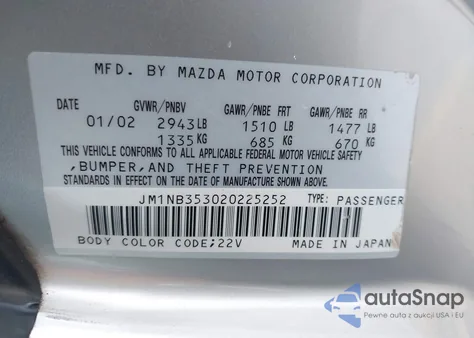 MFD. BY MAZDA MOTOR CORPORATION
DATE GVWR/PNBV GAWR/PNBE FRT GAWR/PNBE RR
01/02 2943LB 1510 LB 1477 LB
1335KG 685 KG 670 KG
THIS VEHICLE CONFORMS TO ALL APPLICABLE FEDERAL MOTOR VEHICLE SAFETY
,BUMPER,AND THEFT PREVENTION
STANDARDS IN EFFECT ON THE DATE OF MANUFACTURE SHOWN ABOVE.
JM1NB353020225252 TYPE: PASSENGER
BODY COLOR CODE;22V MADE IN JAPAN
autoSnap
Pewne auta z aukcji USA i EU